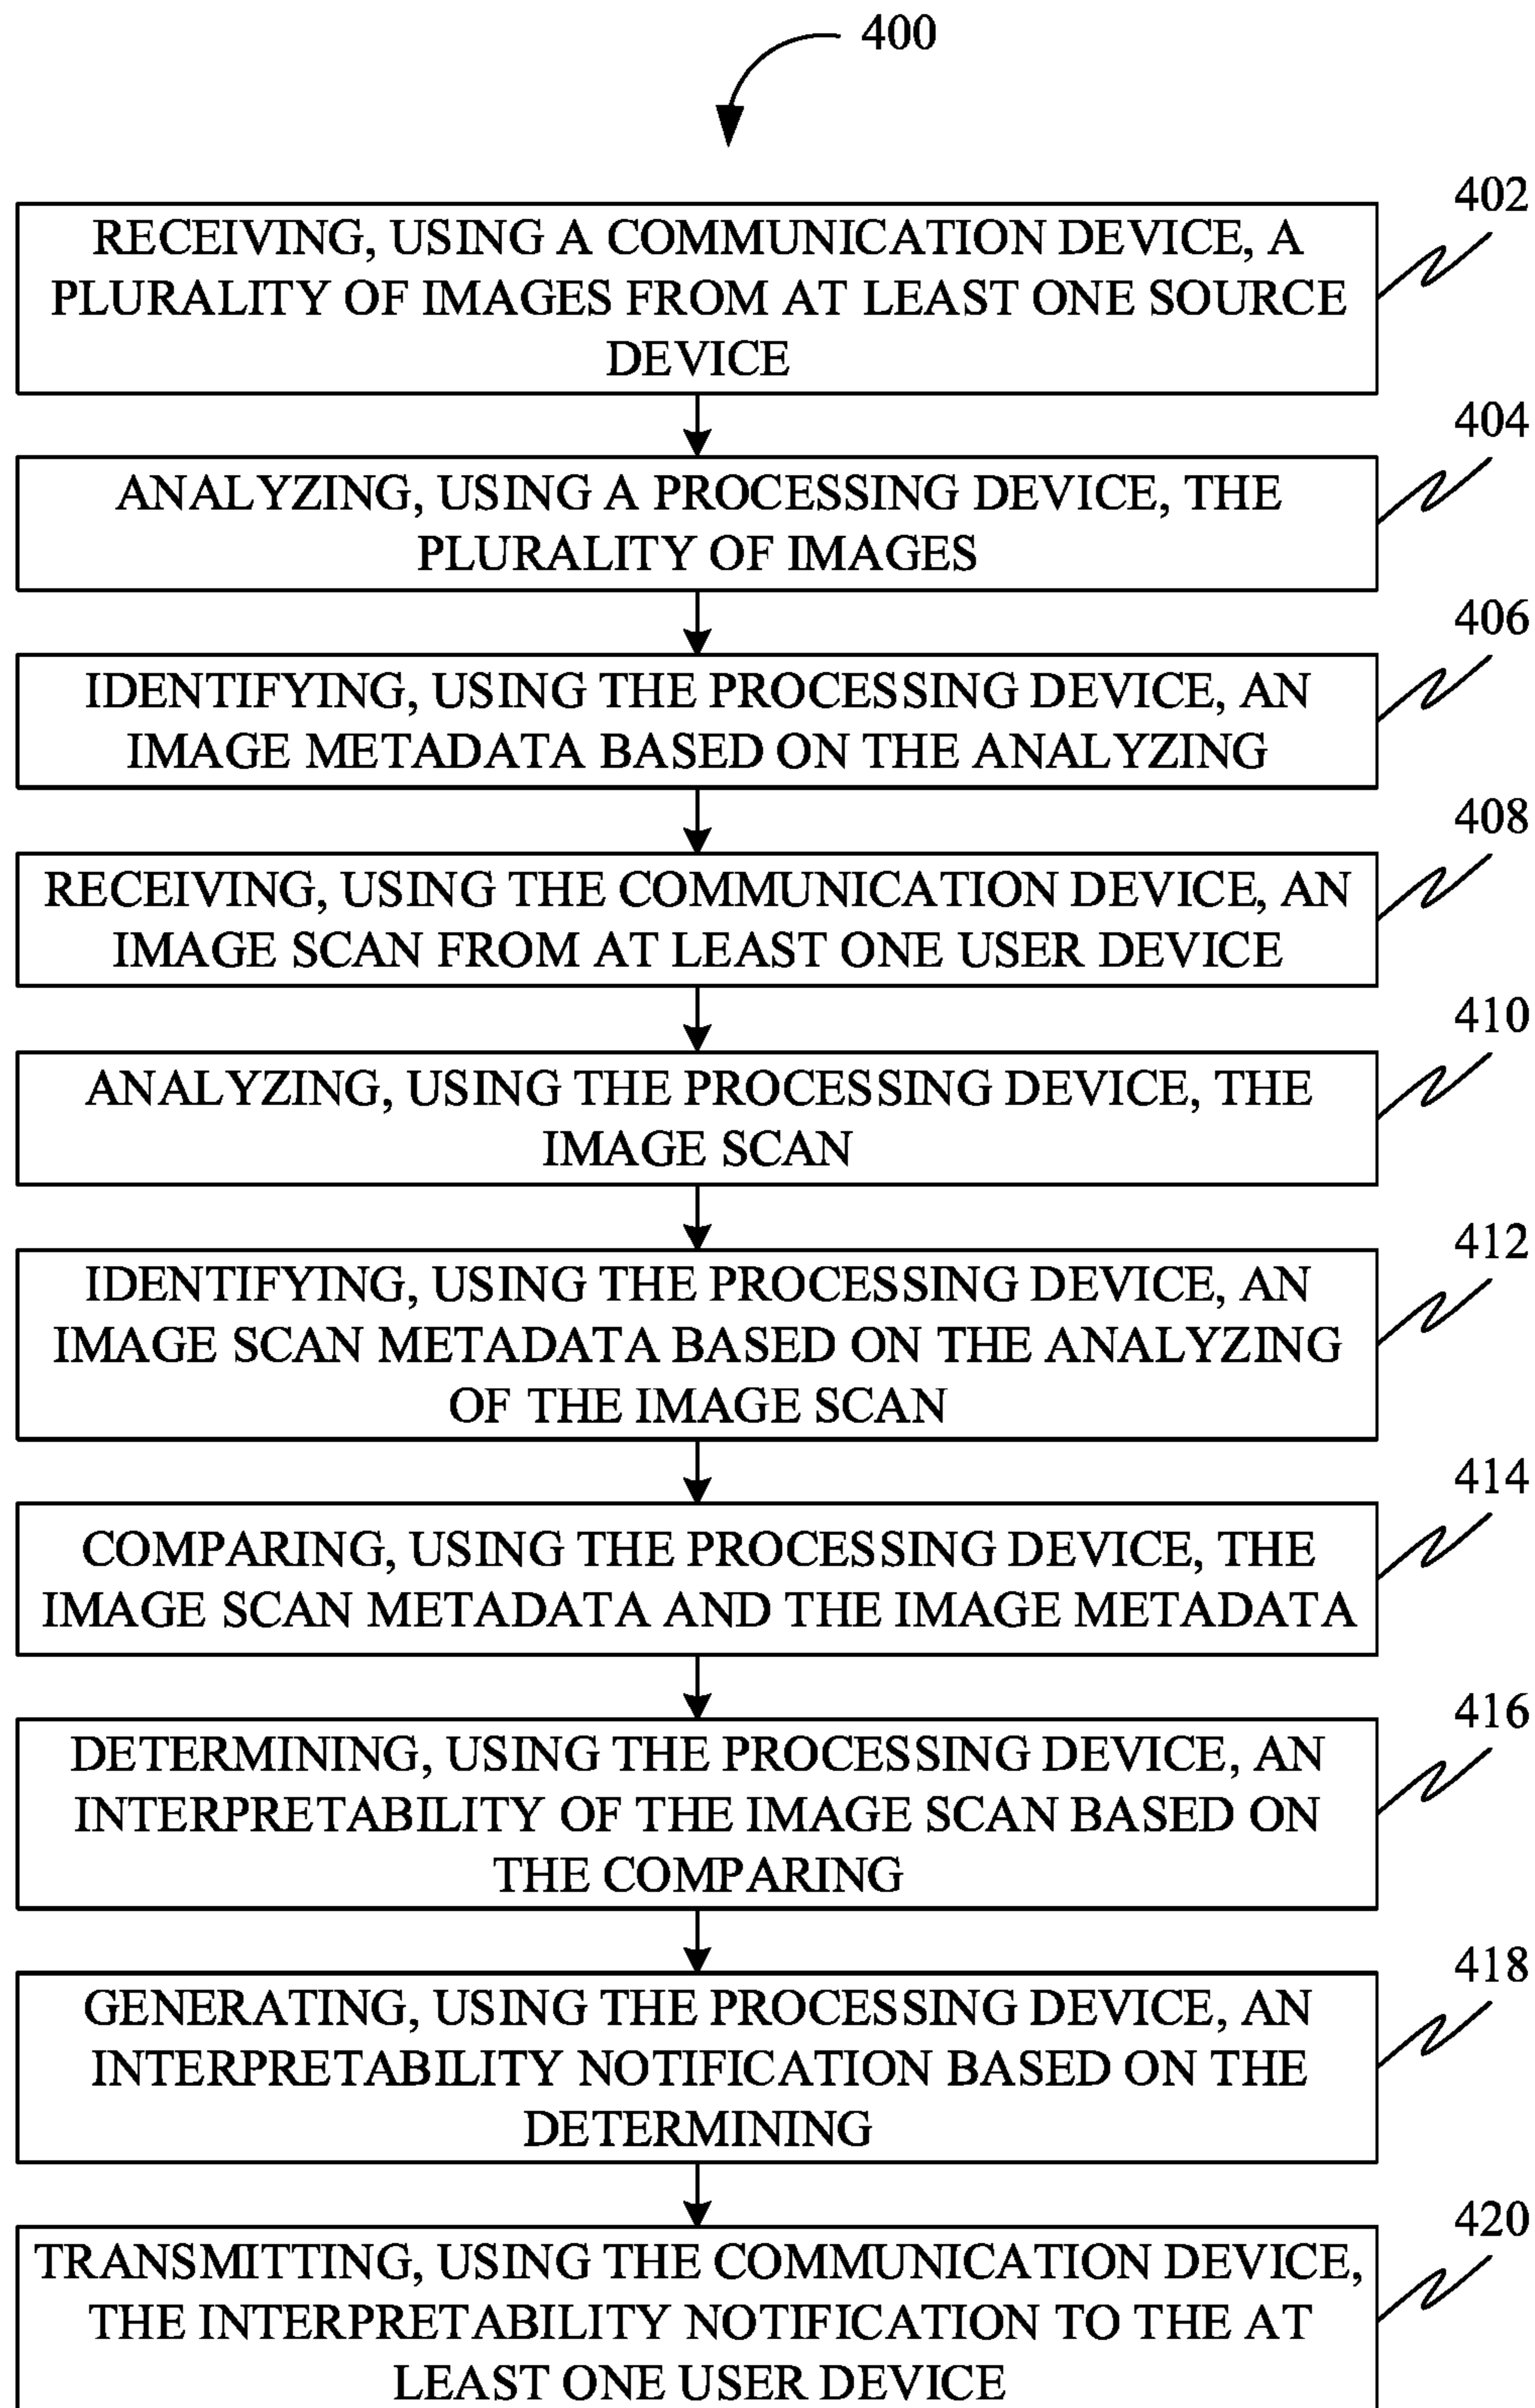 400
402
RECEIVING, USING A COMMUNICATION DEVICE, A
PLURALITY OF IMAGES FROM AT LEAST ONE SOURCE
DEVICE
404
ANALYZING, USING A PROCESSING DEVICE, THE
PLURALITY OF IMAGES
406
IDENTIFYING, USING THE PROCESSING DEVICE, AN
IMAGE METADATA BASED ON THE ANALYZING
408
RECEIVING, USING THE COMMUNICATION DEVICE, AN
IMAGE SCAN FROM AT LEAST ONE USER DEVICE
410
ANALYZING, USING THE PROCESSING DEVICE, THE
IMAGE SCAN
412
IDENTIFYING, USING THE PROCESSING DEVICE, AN
IMAGE SCAN METADATA BASED ON THE ANALYZING
OF THE IMAGE SCAN
414
COMPARING, USING THE PROCESSING DEVICE, THE
IMAGE SCAN METADATA AND THE IMAGE METADATA
416
DETERMINING, USING THE PROCESSING DEVICE, AN
INTERPRETABILITY OF THE IMAGE SCAN BASED ON
THE COMPARING
418
GENERATING, USING THE PROCESSING DEVICE, AN
INTERPRETABILITY NOTIFICATION BASED ON THE
DETERMINING
420
TRANSMITTING, USING THE COMMUNICATION DEVICE,
THE INTERPRETABILITY NOTIFICATION TO THE AT
LEAST ONE USER DEVICE